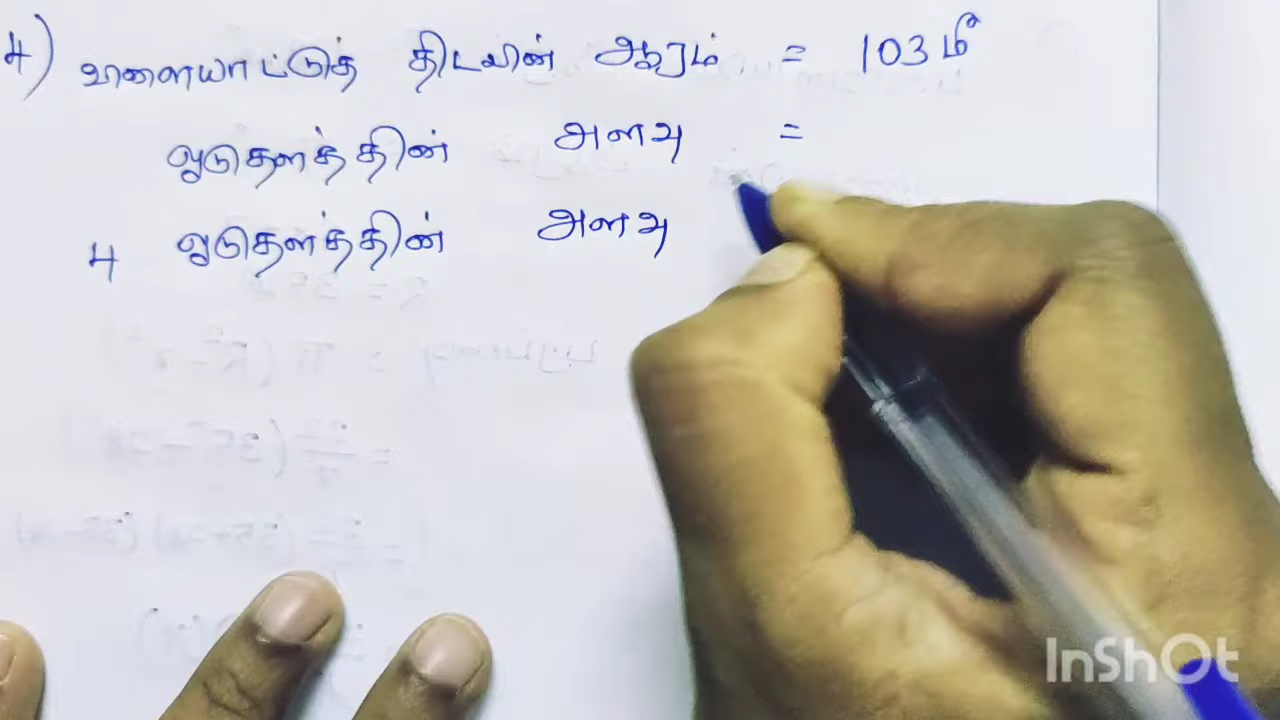 4) விளையாட்டுத் திடலின் ஆரம் = 103 மீ
ஓடுதளத்தின் அளவு =
4 ஓடுதளத்தின் அளவு
InShOt